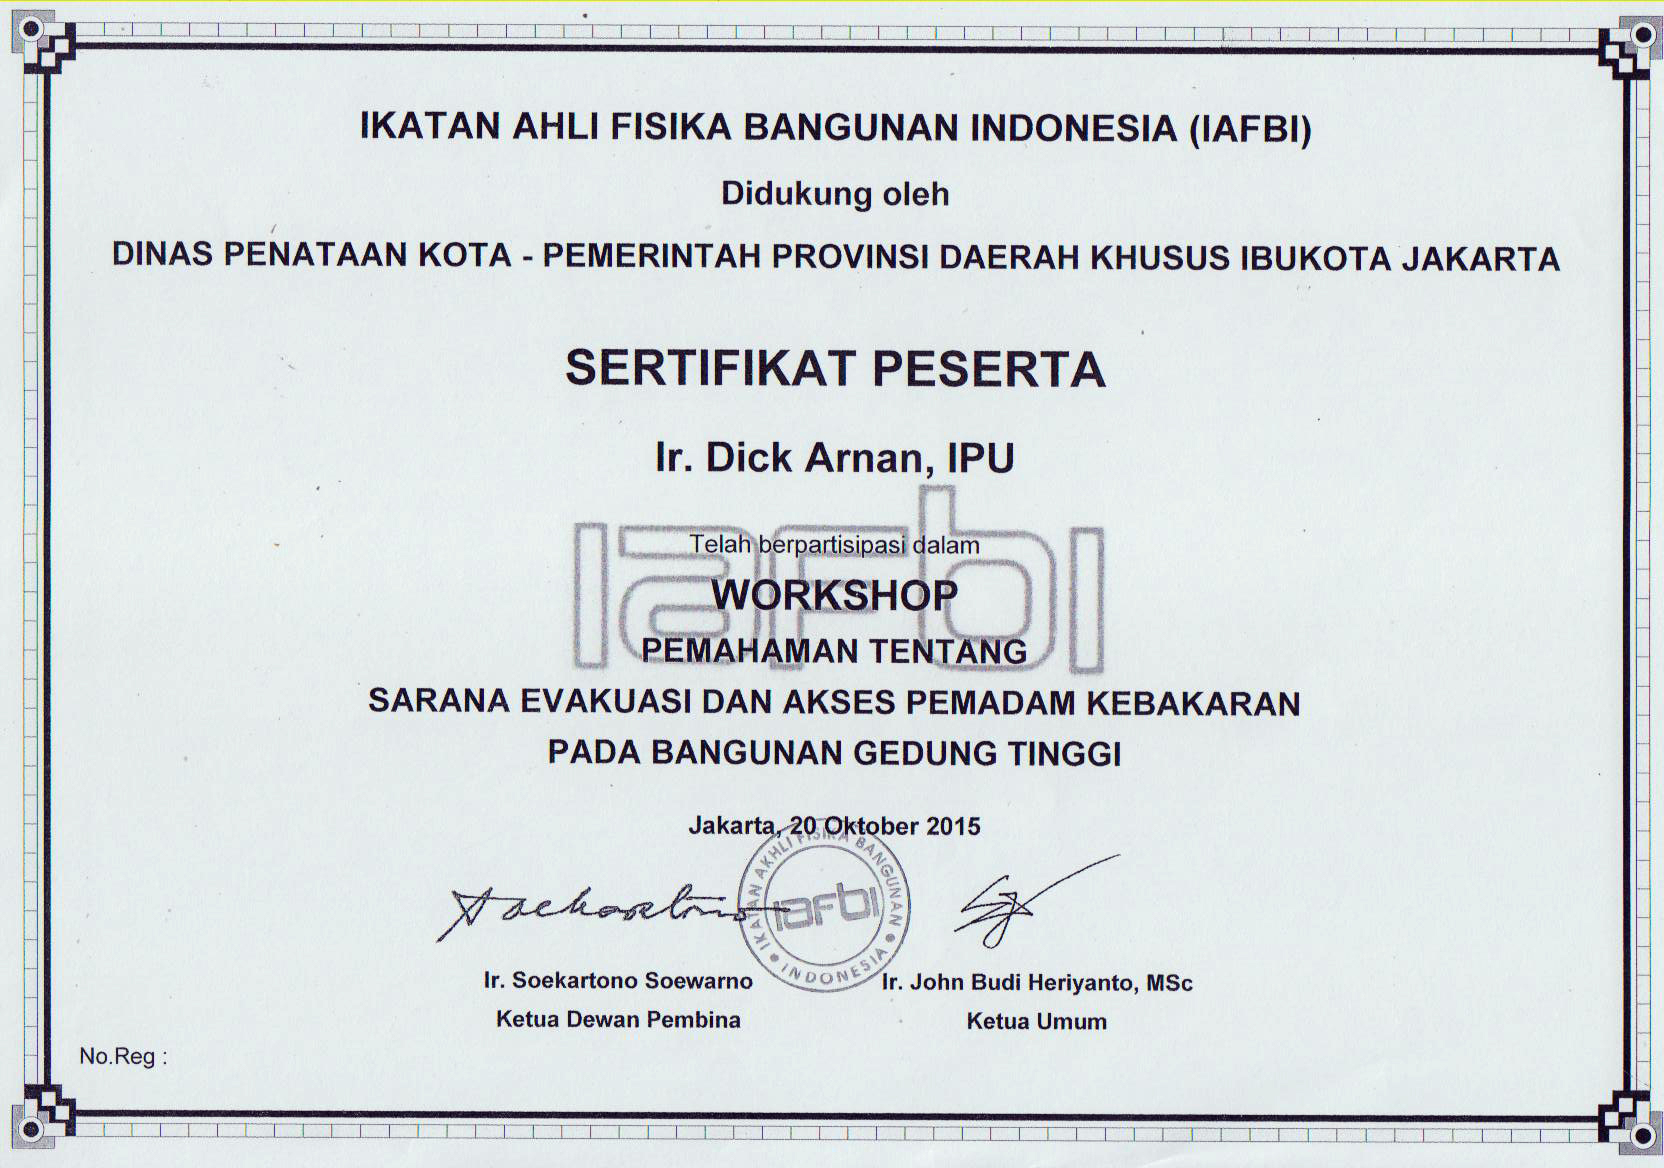 IKATAN AHLI FISIKA BANGUNAN INDONESIA (IAFBI)
Didukung oleh
DINAS PENATAAN KOTA - PEMERINTAH PROVINSI DAERAH KHUSUS IBUKOTA JAKARTA
SERTIFIKAT PESERTA
Ir. Dick Arnan, IPU
iafbi
Telah berpartisipasi dalam
WORKSHOP
PEMAHAMAN TENTANG
SARANA EVAKUASI DAN AKSES PEMADAM KEBAKARAN
PADA BANGUNAN GEDUNG TINGGI
Jakarta, 20 Oktober 2015
IKATAN AKHLI FISIKA BANGUNAN • INDONESIA •
iafbi
Soekartono
Ir. Soekartono Soewarno
Ir. John Budi Heriyanto, MSc
Ketua Dewan Pembina
Ketua Umum
No.Reg :